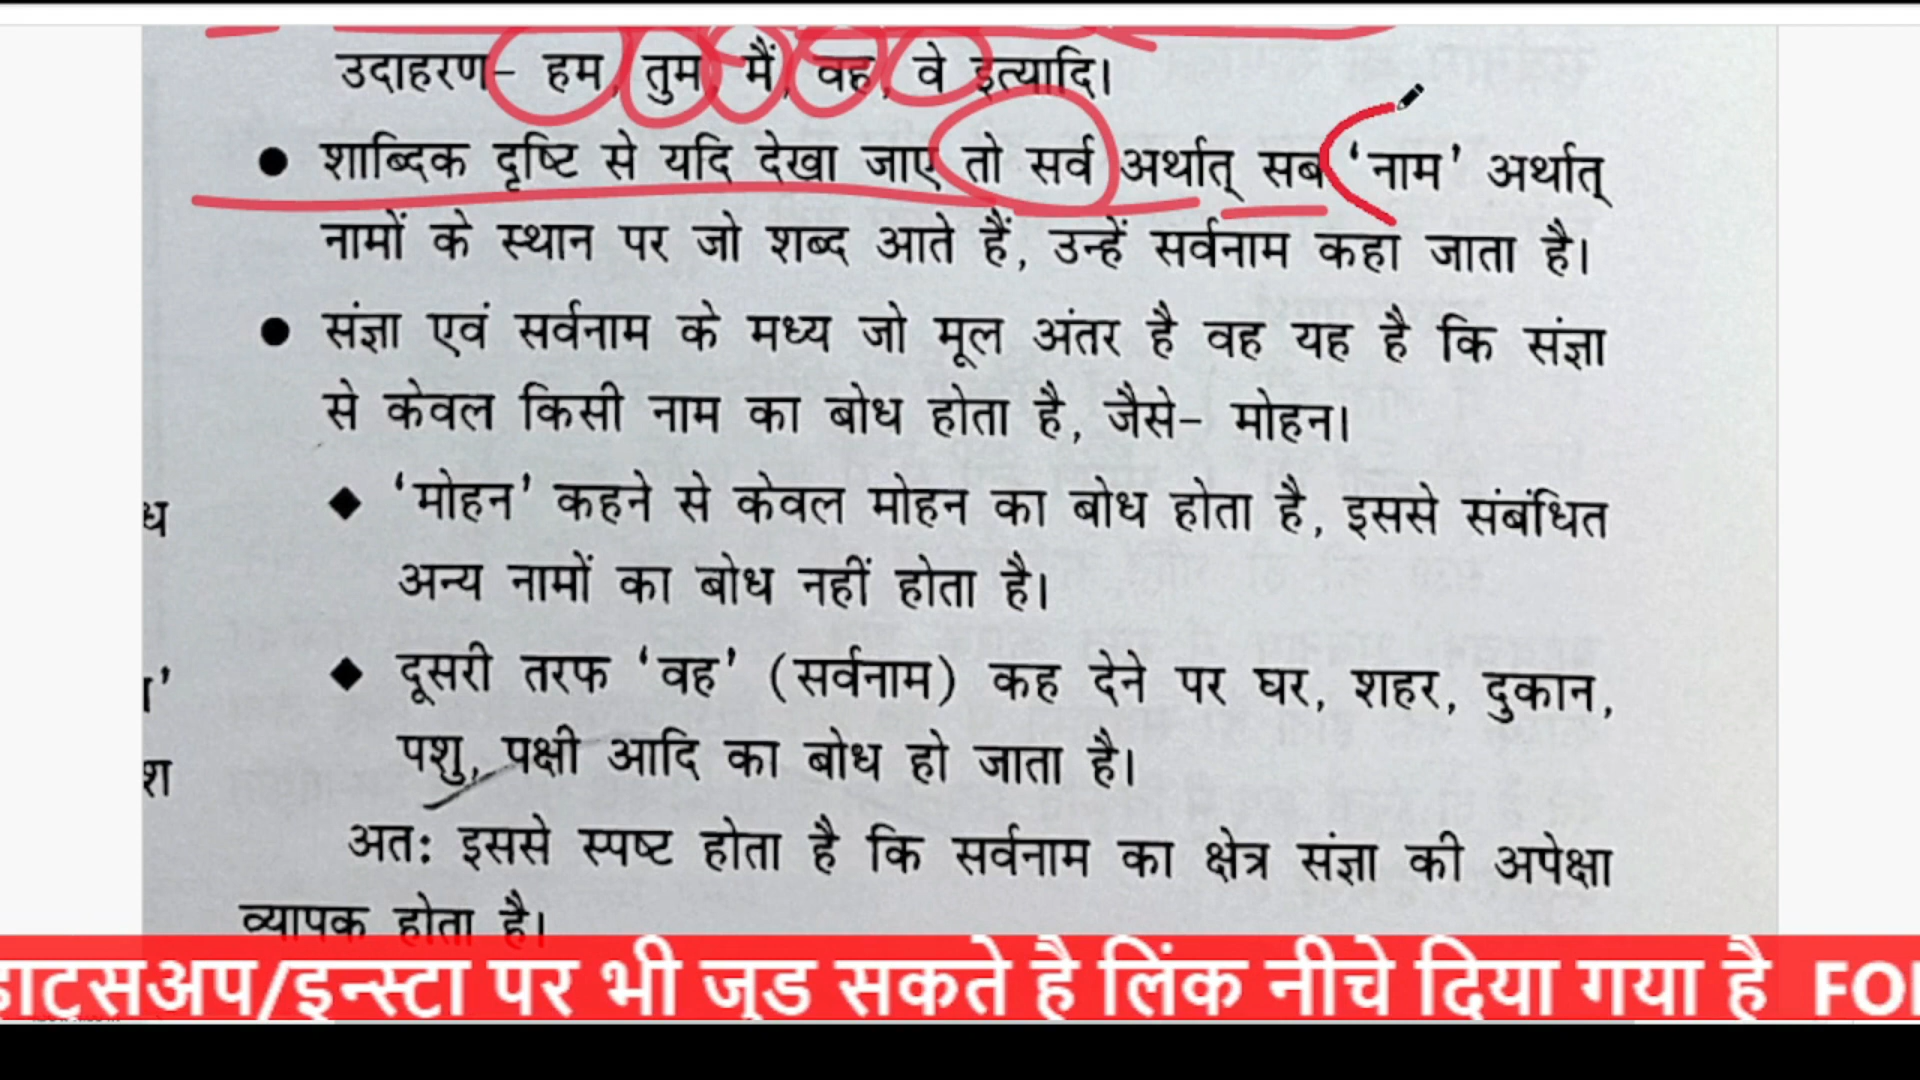 उदाहरण– हम, तुम, मैं, वह, वे इत्यादि।
● शाब्दिक दृष्टि से यदि देखा जाए तो सर्व अर्थात् सब ‘नाम’ अर्थात्
नामों के स्थान पर जो शब्द आते हैं, उन्हें सर्वनाम कहा जाता है।
● संज्ञा एवं सर्वनाम के मध्य जो मूल अंतर है वह यह है कि संज्ञा
से केवल किसी नाम का बोध होता है, जैसे– मोहन।
◆ ‘मोहन’ कहने से केवल मोहन का बोध होता है, इससे संबंधित
अन्य नामों का बोध नहीं होता है।
◆ दूसरी तरफ ‘वह’ (सर्वनाम) कह देने पर घर, शहर, दुकान,
पशु, पक्षी आदि का बोध हो जाता है।
अतः इससे स्पष्ट होता है कि सर्वनाम का क्षेत्र संज्ञा की अपेक्षा
व्यापक होता है।
/इन्स्टा पर भी जुड सकते है लिंक नीचे दिया गया है